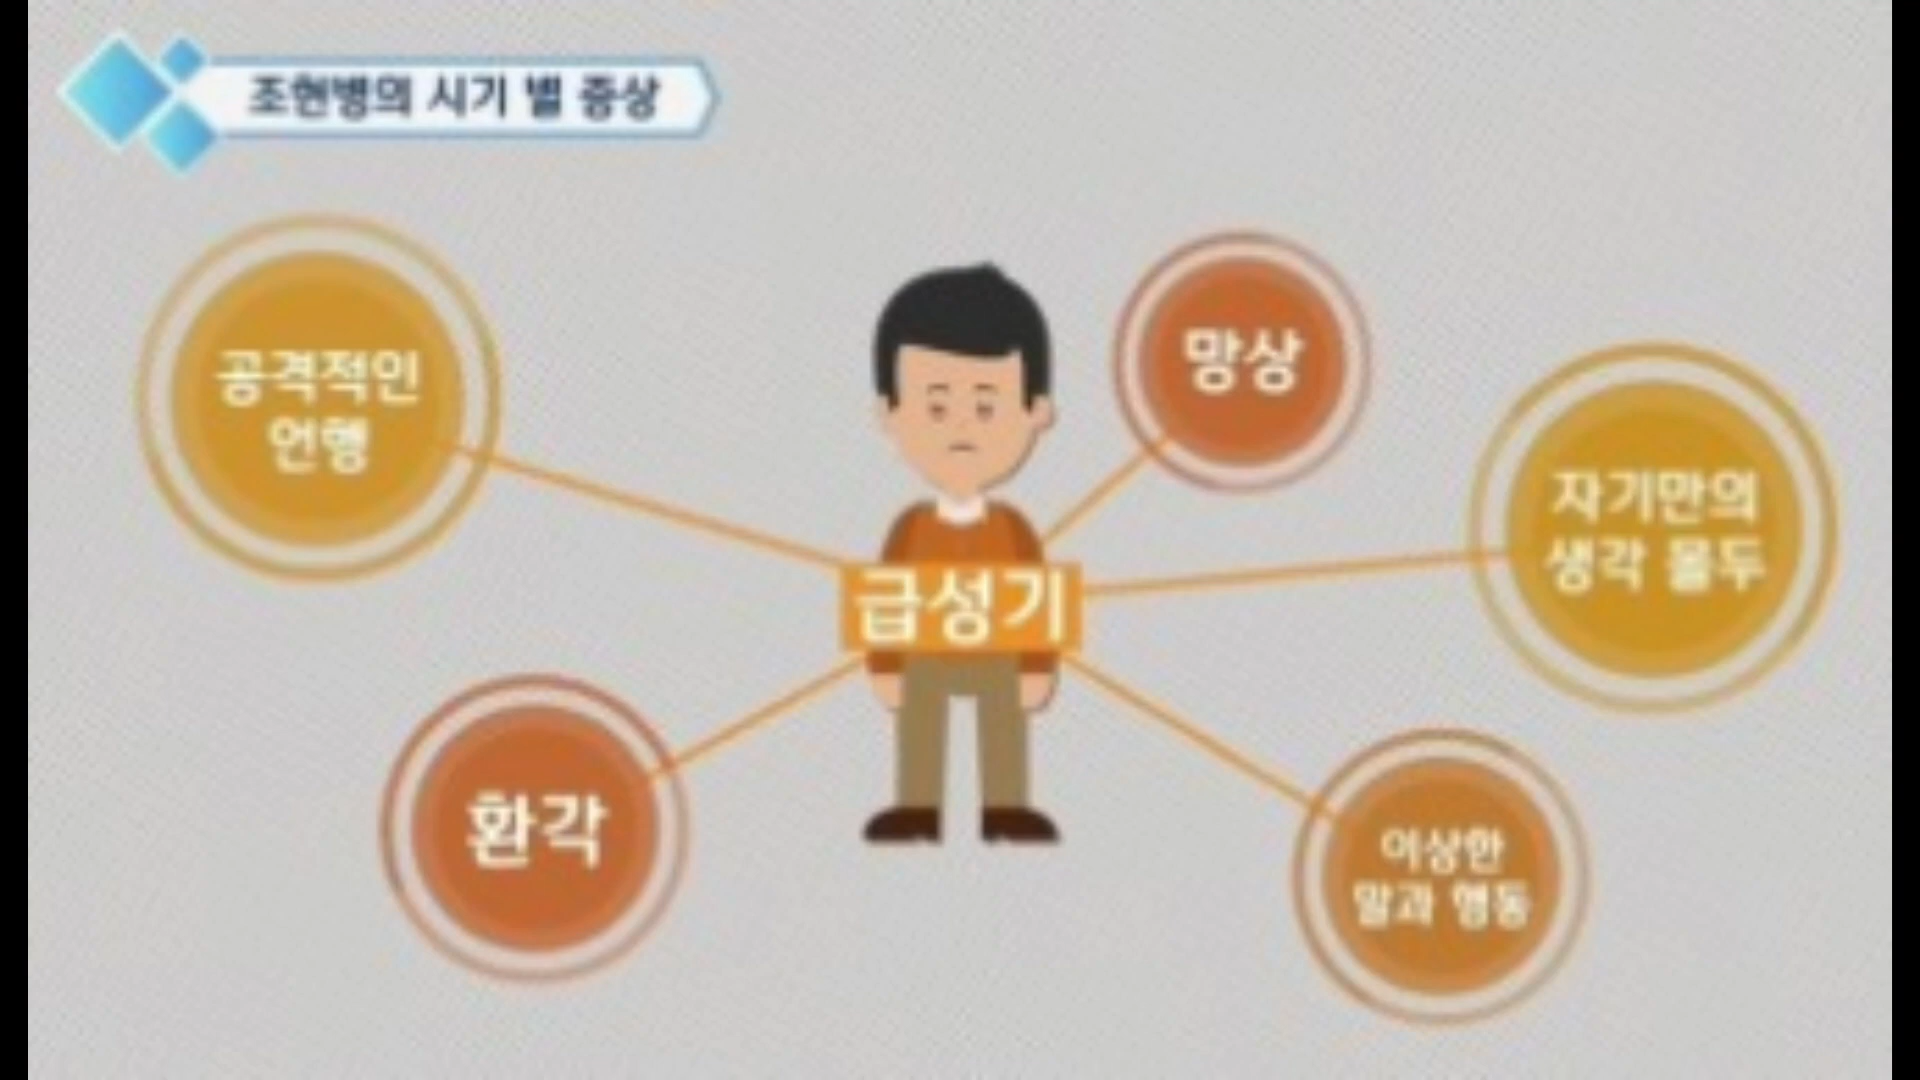 조현병의 시기 별 증상
공격적인
언행
망상
자기만의
생각 몰두
급성기
환각
이상한
말과 행동